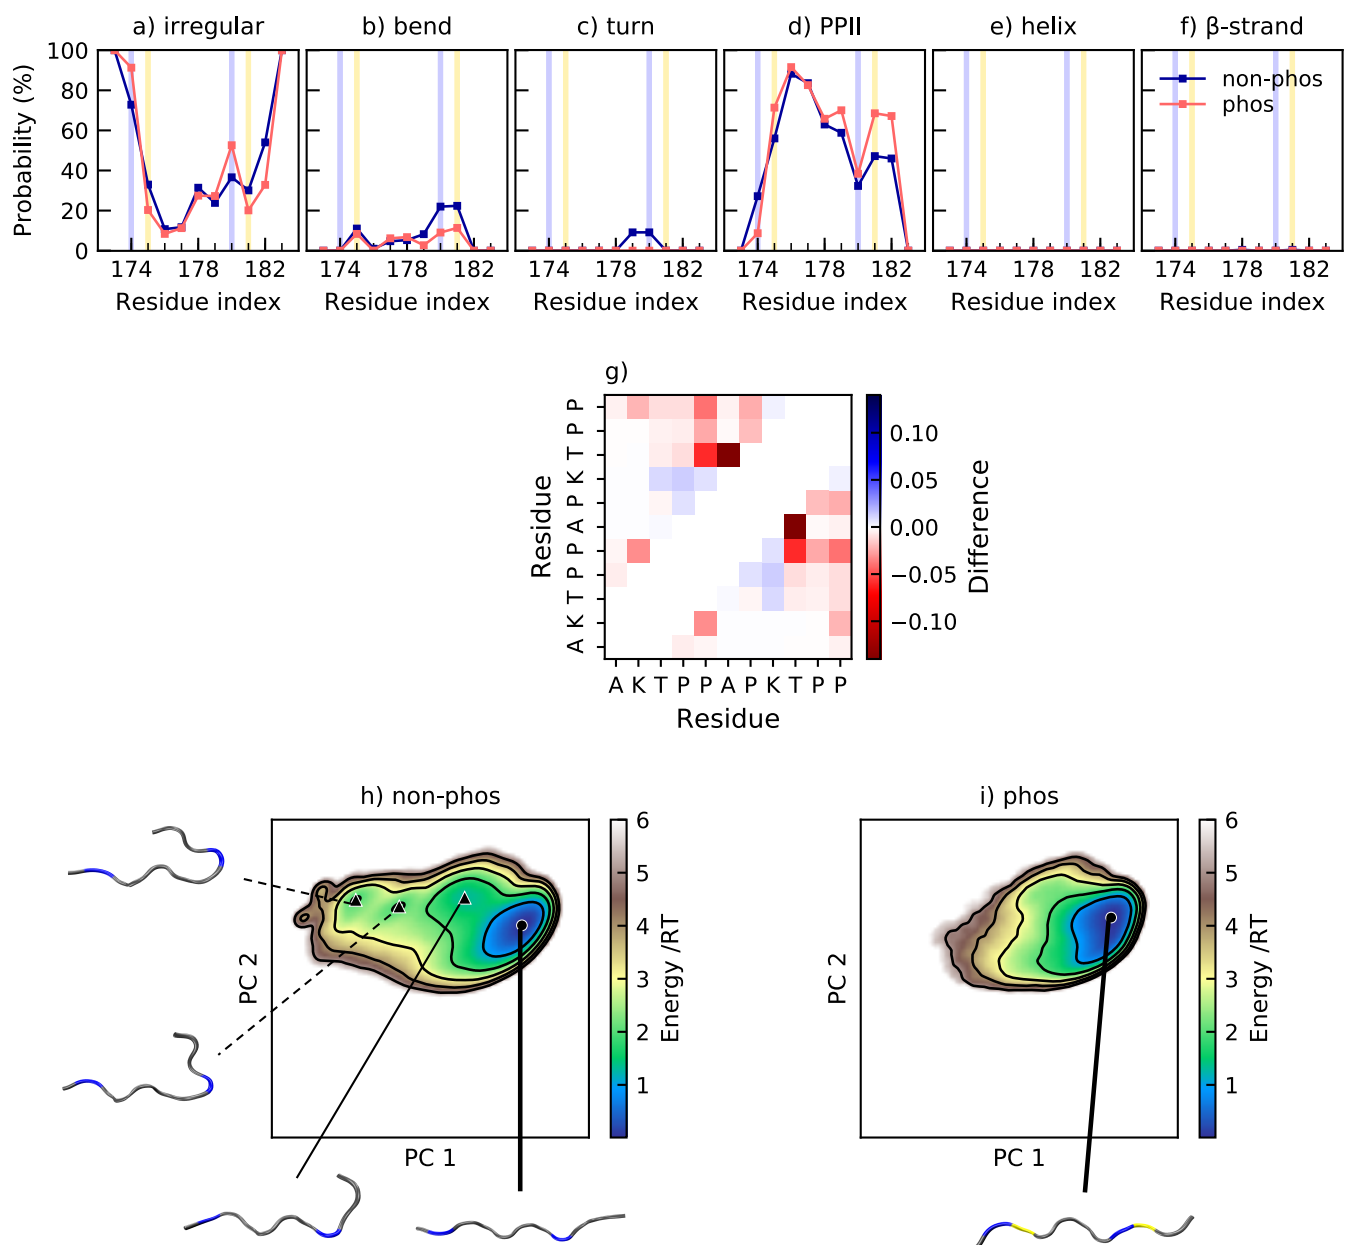 a) irregular
b) bend
c) turn
d) PPII
e) helix
f) β-strand
Probability (%)
100
80
60
40
20
0
non-phos
phos
174 178 182
174 178 182
174 178 182
174 178 182
174 178 182
174 178 182
Residue index
Residue index
Residue index
Residue index
Residue index
Residue index
g)
Residue
P
P
T
K
P
A
P
P
T
K
A
A K T P P A P K T P P
Residue
0.10
0.05
0.00
−0.05
−0.10
Difference
h) non-phos
PC 2
PC 1
6
5
4
3
2
1
Energy /RT
i) phos
PC 2
PC 1
6
5
4
3
2
1
Energy /RT